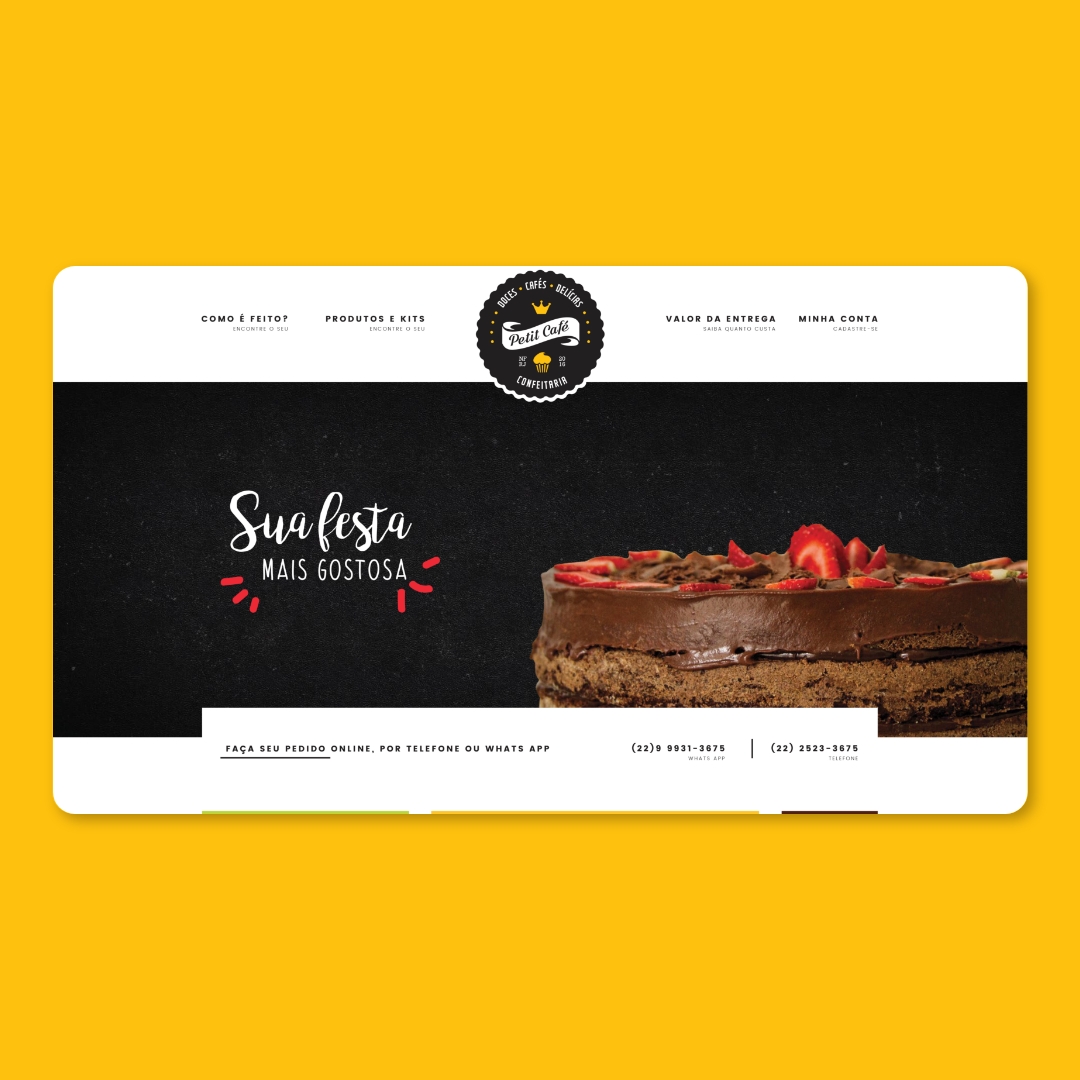 COMO É FEITO?
ENCONTRE O SEU
PRODUTOS E KITS
ENCONTRE O SEU
DOCES • CAFÉS • DELÍCIAS
Petit Café
NF 20
RJ 16
CONFEITARIA
VALOR DA ENTREGA
SAIBA QUANTO CUSTA
MINHA CONTA
CADASTRE-SE
Sua festa
MAIS GOSTOSA
FAÇA SEU PEDIDO ONLINE, POR TELEFONE OU WHATS APP
(22)9 9931-3675
WHATS APP
(22) 2523-3675
TELEFONE